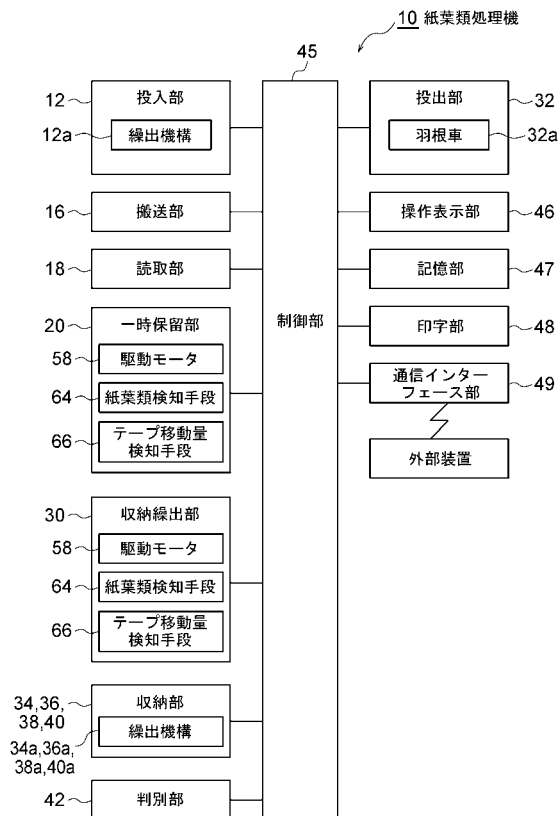 10 紙葉類処理機
45
12
投入部
12a
繰出機構
16
搬送部
18
読取部
20
一時保留部
58
駆動モータ
64
紙葉類検知手段
66
テープ移動量
検知手段
30
収納繰出部
58
駆動モータ
64
紙葉類検知手段
66
テープ移動量
検知手段
34,36,
38,40
収納部
34a,36a,
38a,40a
繰出機構
42
判別部
制御部
投出部
32
羽根車
32a
操作表示部
46
記憶部
47
印字部
48
通信インター
フェース部
49
外部装置